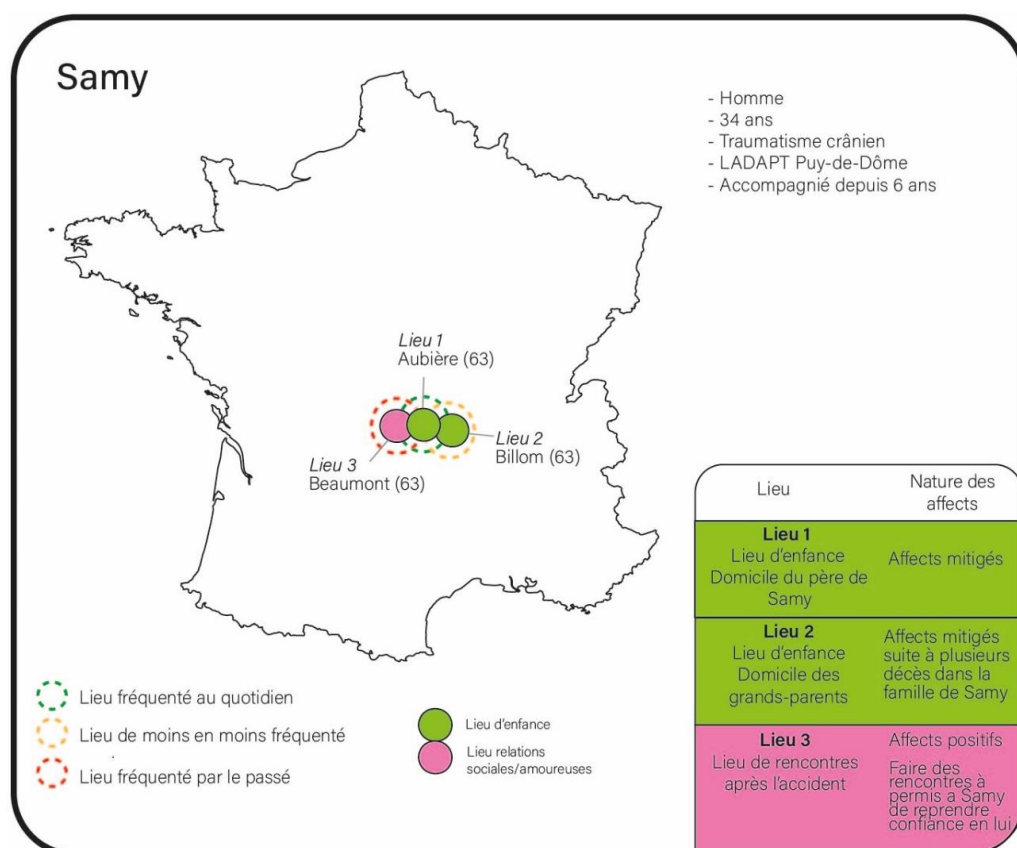 Samy
- Homme
- 34 ans
- Traumatisme crânien
- LADAPT Puy-de-Dôme
- Accompagnié depuis 6 ans
Lieu 1
Aubière (63)
Lieu 2
Billom (63)
Lieu 3
Beaumont (63)
Lieu fréquenté au quotidien
Lieu de moins en moins fréquenté
Lieu fréquenté par le passé
Lieu d'enfance
Lieu relations
sociales/amoureuses
Lieu
Nature des
affects
Lieu 1
Lieu d'enfance
Domicile du père de
Samy
Affects mitigés
Lieu 2
Lieu d'enfance
Domicile des
grands-parents
Affects mitigés
suite à plusieurs
décès dans la
famille de Samy
Lieu 3
Lieu de rencontres
après l'accident
Affects positifs
Faire des
rencontres à
permis a Samy
de reprendre
confiance en lui